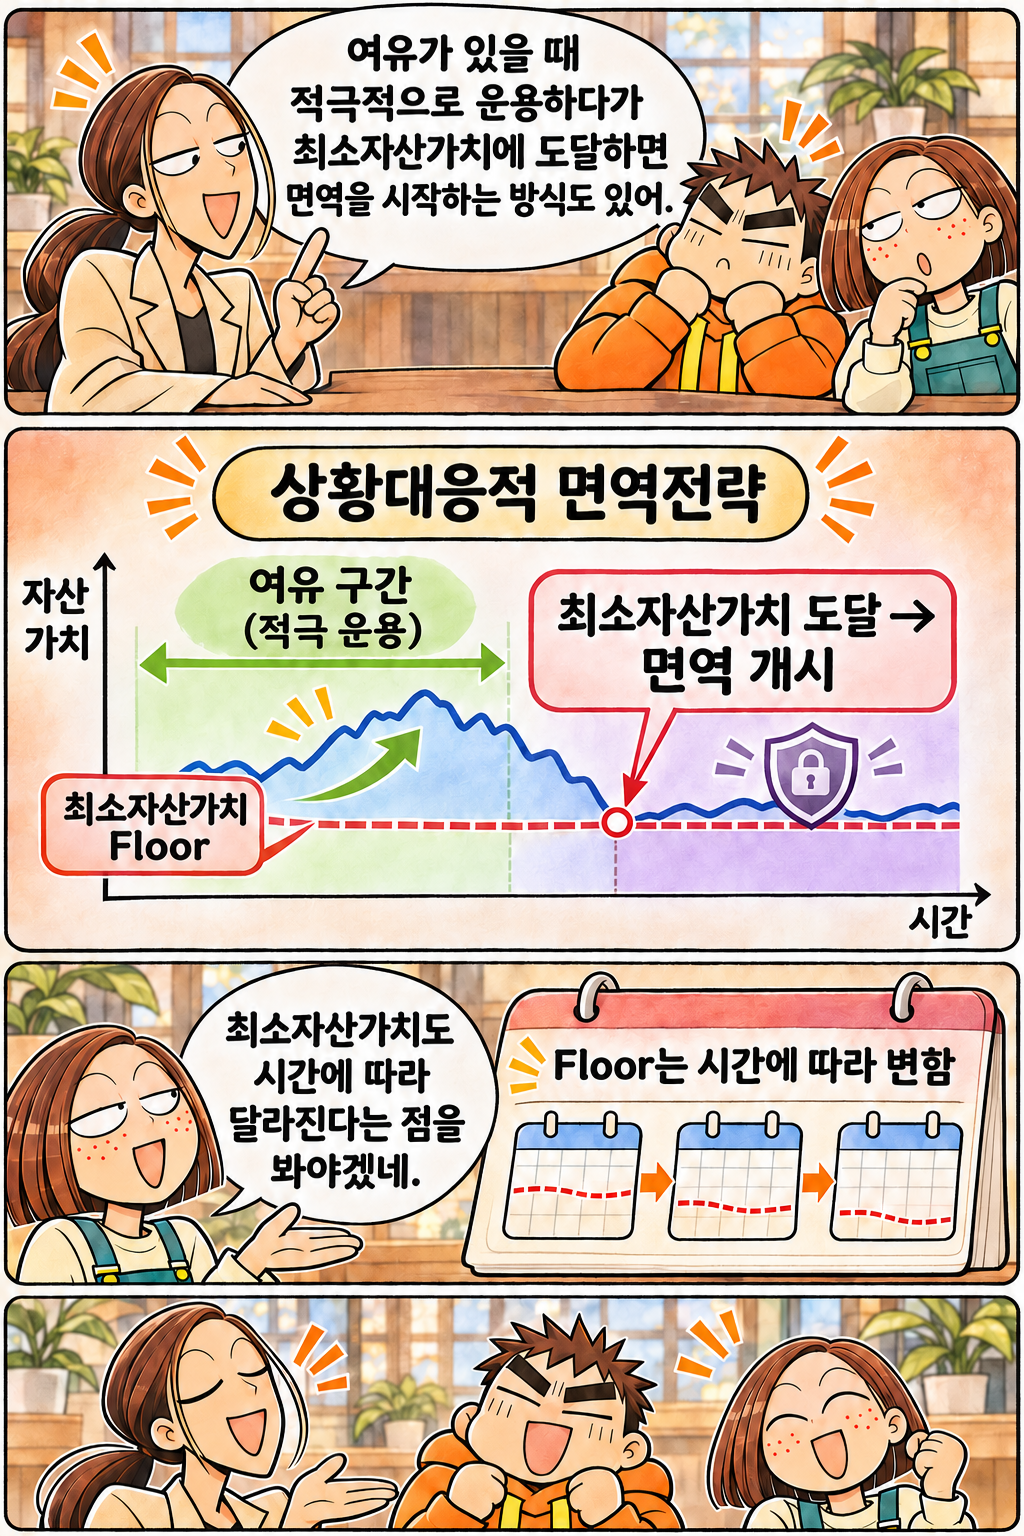 여유가 있을 때
적극적으로 운용하다가
최소자산가치에 도달하면
면역을 시작하는 방식도 있어.
상황대응적 면역전략
자산
가치
여유 구간
(적극 운용)
최소자산가치 도달 →
면역 개시
최소자산가치
Floor
시간
최소자산가치도
시간에 따라
달라진다는 점을
봐야겠네.
Floor는 시간에 따라 변함